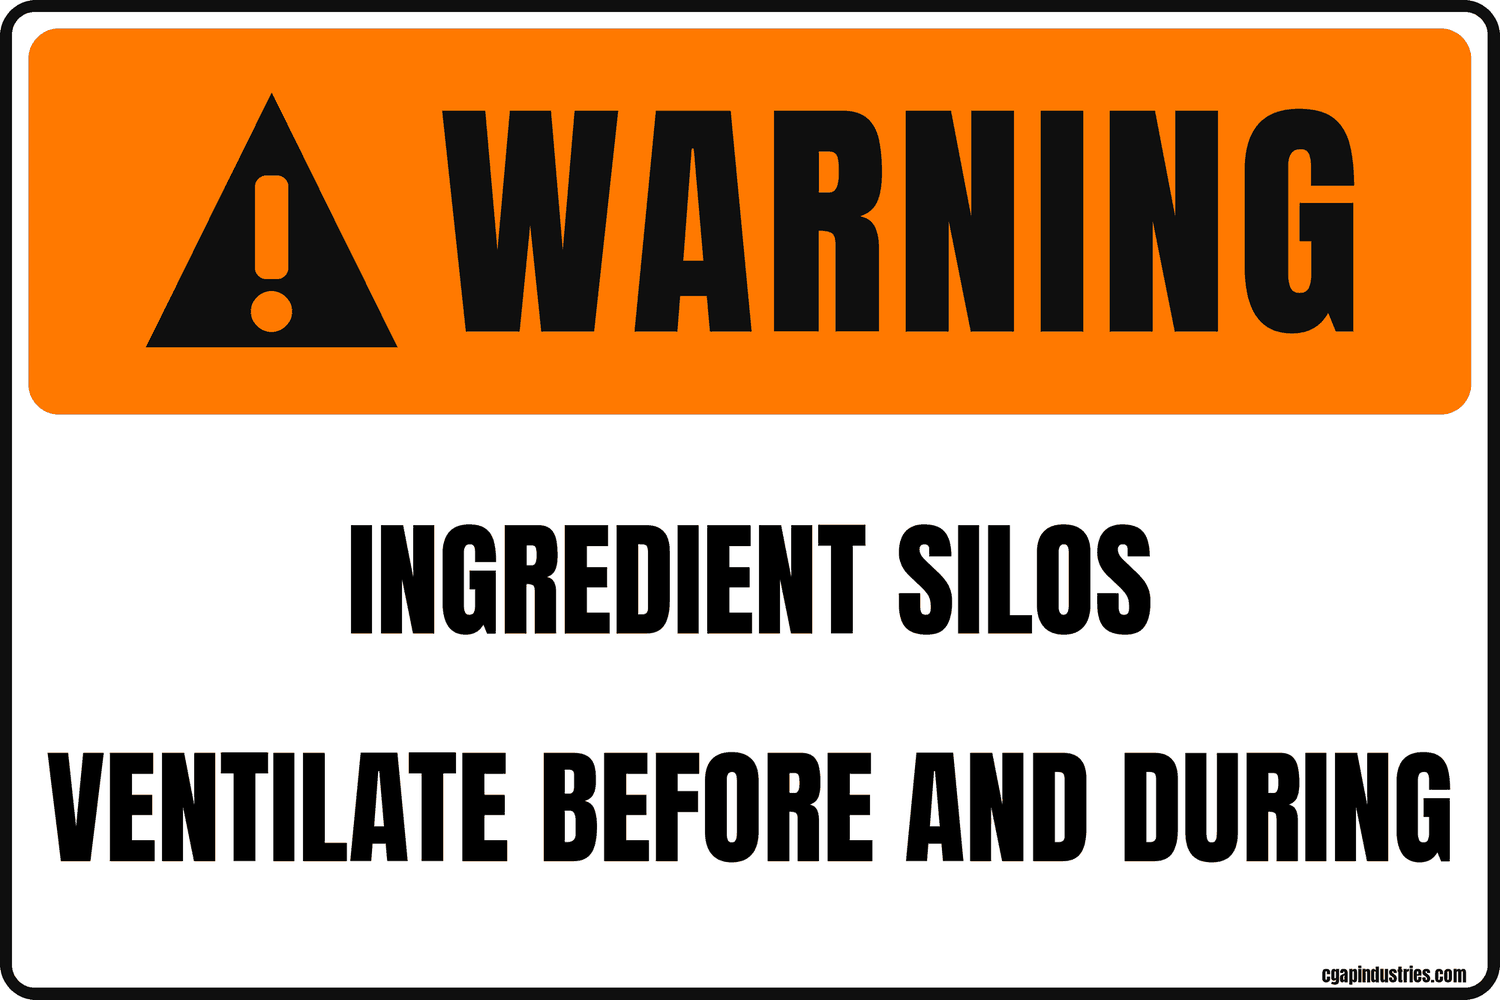 WARNING
INGREDIENT SILOS
VENTILATE BEFORE AND DURING
cgapindustries.com